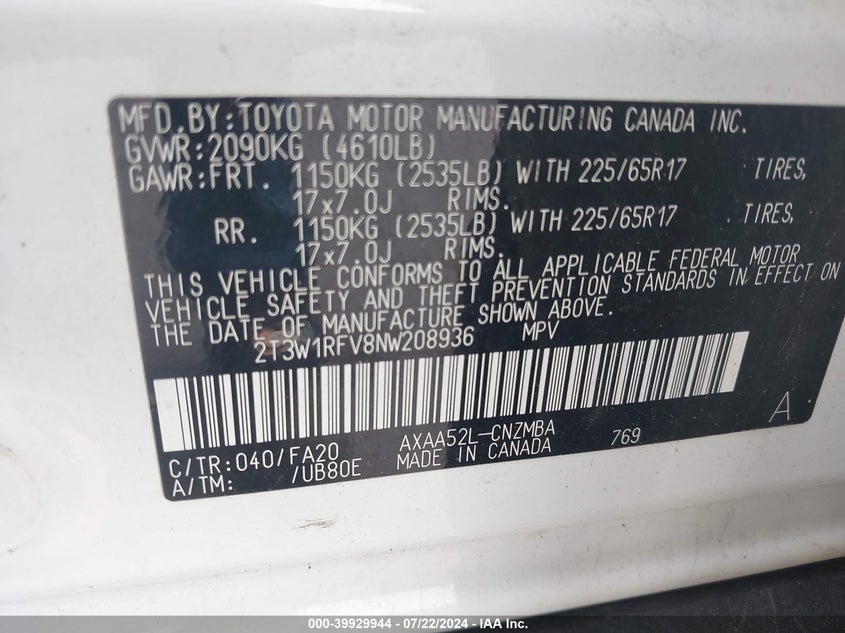 MFD.BY:TOYOTA MOTOR MANUFACTURING CANADA INC.
GVWR:2090KG (4610LB)
GAWR:FRT. 1150KG (2535LB) WITH 225/65R17 TIRES,
17x7.0J RIMS.
RR. 1150KG (2535LB) WITH 225/65R17 TIRES,
17x7.0J RIMS.
THIS VEHICLE CONFORMS TO ALL APPLICABLE FEDERAL MOTOR
VEHICLE SAFETY AND THEFT PREVENTION STANDARDS IN EFFECT ON
THE DATE OF MANUFACTURE SHOWN ABOVE.
2T3W1RFV8NW208936 MPV
A
C/TR:040/FA20 AXAA52L-CNZMBA 769
A/TM: /UB80E MADE IN CANADA
000-39929944 / 07/22/2024 / IAA Inc.